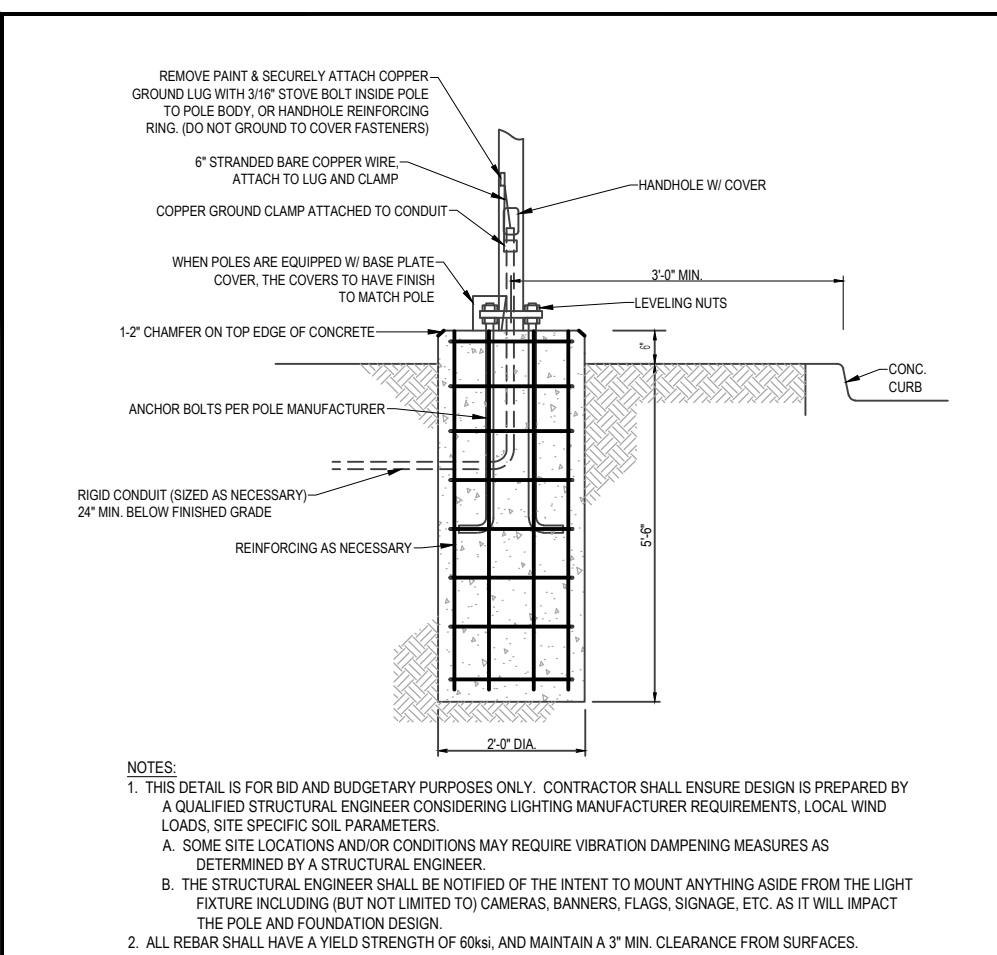 REMOVE PAINT & SECURELY ATTACH COPPER
GROUND LUG WITH 3/16" STOVE BOLT INSIDE POLE
TO POLE BODY, OR HANDHOLE REINFORCING
RING. (DO NOT GROUND TO COVER FASTENERS)
6" STRANDED BARE COPPER WIRE,
ATTACH TO LUG AND CLAMP
HANDHOLE W/ COVER
COPPER GROUND CLAMP ATTACHED TO CONDUIT
WHEN POLES ARE EQUIPPED W/ BASE PLATE
COVER, THE COVERS TO HAVE FINISH
TO MATCH POLE
3'-0" MIN.
LEVELING NUTS
1-2" CHAMFER ON TOP EDGE OF CONCRETE
6"
CONC.
CURB
ANCHOR BOLTS PER POLE MANUFACTURER
RIGID CONDUIT (SIZED AS NECESSARY)
24" MIN. BELOW FINISHED GRADE
5'-6"
REINFORCING AS NECESSARY
2'-0" DIA.
NOTES:
1. THIS DETAIL IS FOR BID AND BUDGETARY PURPOSES ONLY. CONTRACTOR SHALL ENSURE DESIGN IS PREPARED BY
A QUALIFIED STRUCTURAL ENGINEER CONSIDERING LIGHTING MANUFACTURER REQUIREMENTS, LOCAL WIND
LOADS, SITE SPECIFIC SOIL PARAMETERS.
A. SOME SITE LOCATIONS AND/OR CONDITIONS MAY REQUIRE VIBRATION DAMPENING MEASURES AS
DETERMINED BY A STRUCTURAL ENGINEER.
B. THE STRUCTURAL ENGINEER SHALL BE NOTIFIED OF THE INTENT TO MOUNT ANYTHING ASIDE FROM THE LIGHT
FIXTURE INCLUDING (BUT NOT LIMITED TO) CAMERAS, BANNERS, FLAGS, SIGNAGE, ETC. AS IT WILL IMPACT
THE POLE AND FOUNDATION DESIGN.
2. ALL REBAR SHALL HAVE A YIELD STRENGTH OF 60ksi, AND MAINTAIN A 3" MIN. CLEARANCE FROM SURFACES.